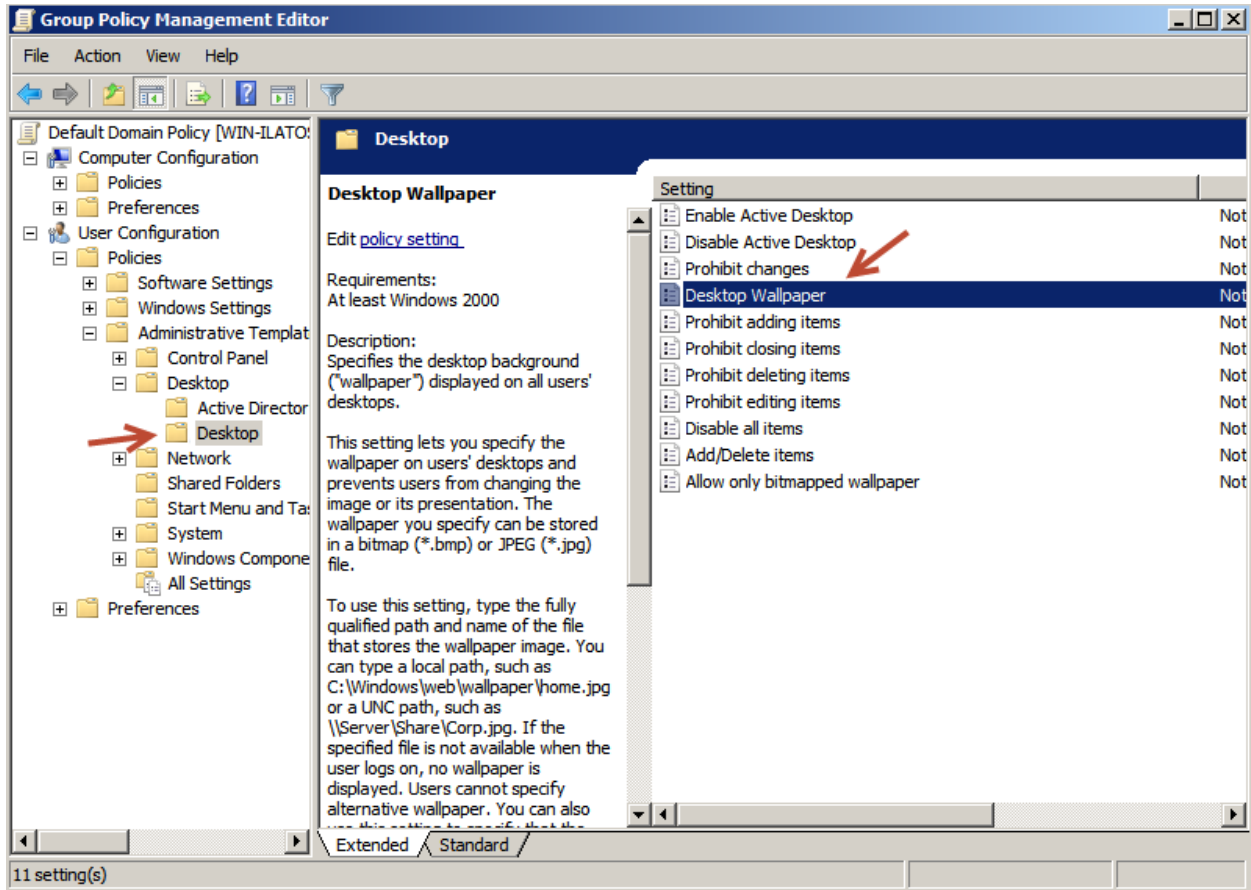 Group Policy Management Editor
File Action View Help
Default Domain Policy [WIN-ILATO
Computer Configuration
Policies
Preferences
User Configuration
Policies
Software Settings
Windows Settings
Administrative Templat
Control Panel
Desktop
Active Director
Desktop
Network
Shared Folders
Start Menu and Ta
System
Windows Compone
All Settings
Preferences
Desktop
Desktop Wallpaper
Edit policy setting
Requirements:
At least Windows 2000
Description:
Specifies the desktop background
("wallpaper") displayed on all users'
desktops.
This setting lets you specify the
wallpaper on users' desktops and
prevents users from changing the
image or its presentation. The
wallpaper you specify can be stored
in a bitmap (*.bmp) or JPEG (*.jpg)
file.
To use this setting, type the fully
qualified path and name of the file
that stores the wallpaper image. You
can type a local path, such as
C:\Windows\web\wallpaper\home.jpg
or a UNC path, such as
\\Server\Share\Corp.jpg. If the
specified file is not available when the
user logs on, no wallpaper is
displayed. Users cannot specify
alternative wallpaper. You can also
Setting
Enable Active Desktop Not
Disable Active Desktop Not
Prohibit changes Not
Desktop Wallpaper Not
Prohibit adding items Not
Prohibit closing items Not
Prohibit deleting items Not
Prohibit editing items Not
Disable all items Not
Add/Delete items Not
Allow only bitmapped wallpaper Not
Extended Standard
11 setting(s)